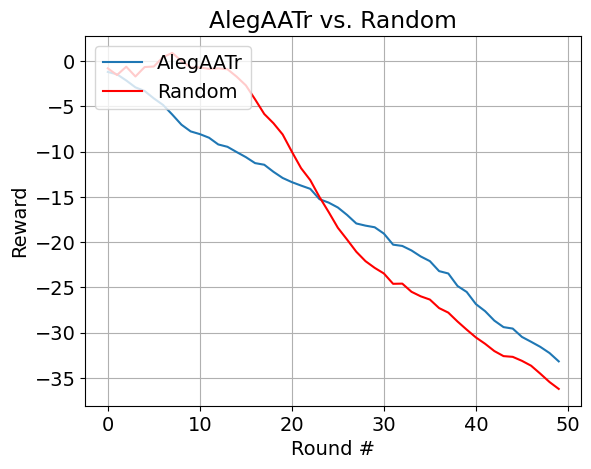 AlegAATr vs. Random
AlegAATr
Random
Reward
0
−5
−10
−15
−20
−25
−30
−35
0 10 20 30 40 50
Round #